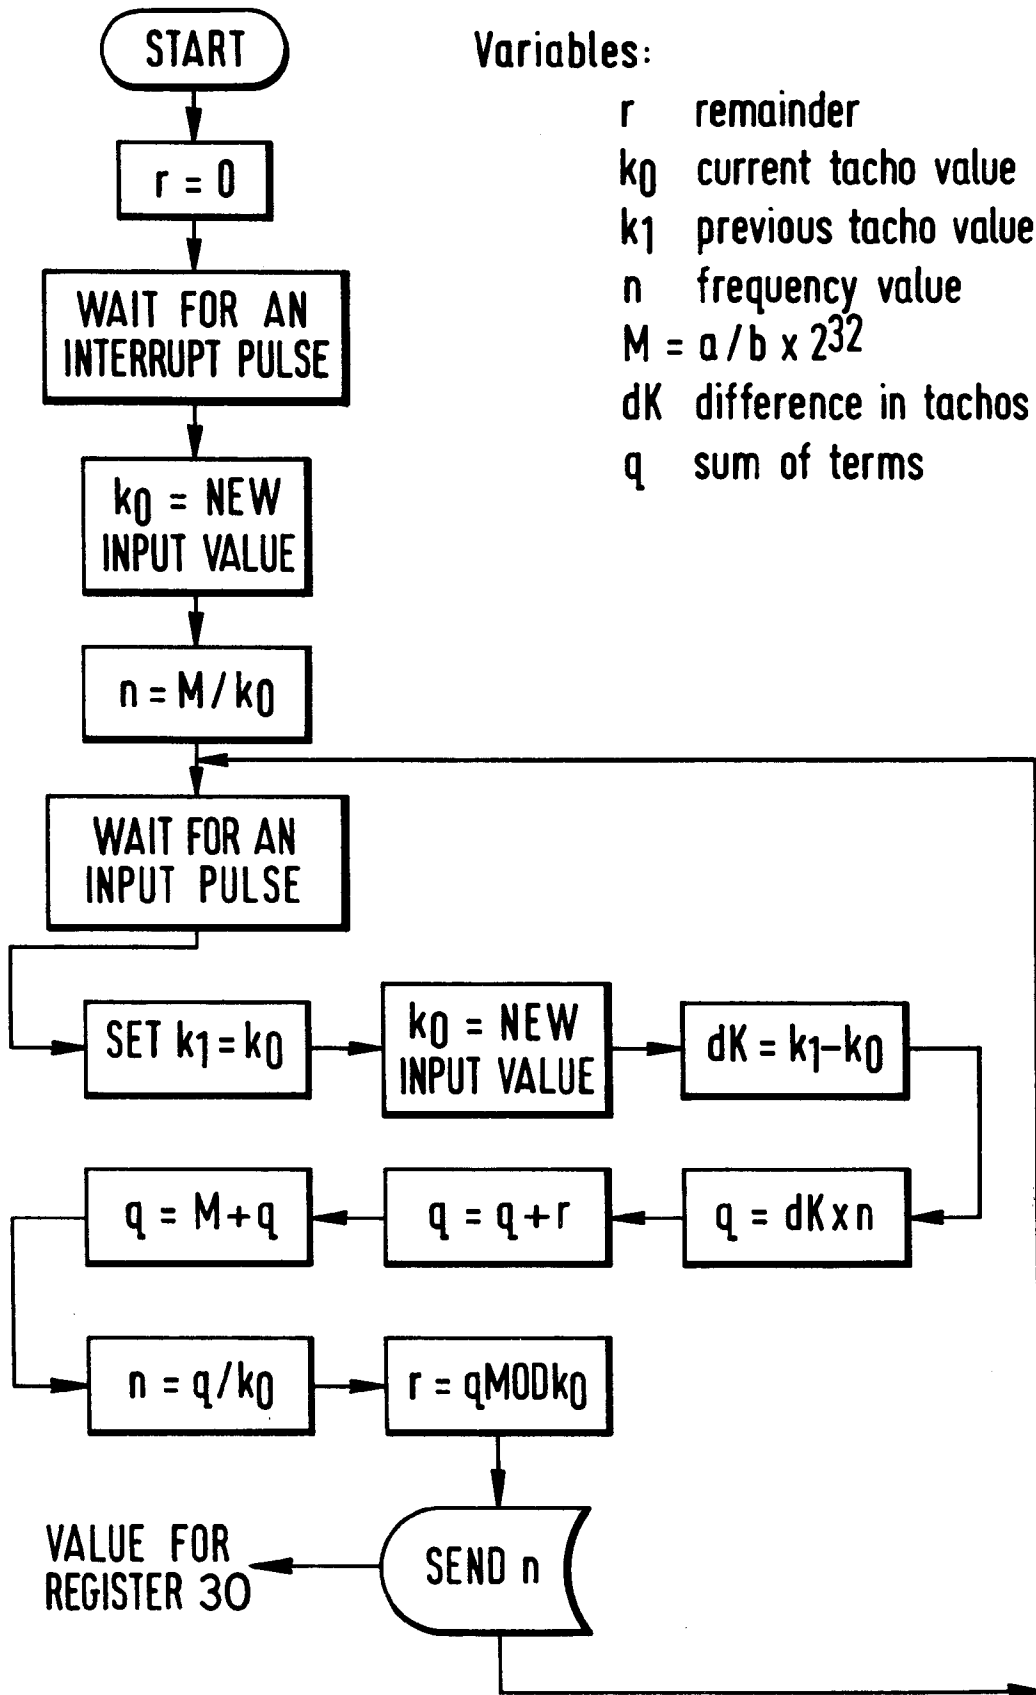 START
Variables:
r remainder
k0 current tacho value
k1 previous tacho value
n frequency value
M = a/b x 2^32
dK difference in tachos
q sum of terms
r = 0
WAIT FOR AN
INTERRUPT PULSE
k0 = NEW
INPUT VALUE
n = M/k0
WAIT FOR AN
INPUT PULSE
SET k1 = k0
k0 = NEW
INPUT VALUE
dK = k1-k0
q = dKxn
q = q+r
q = M+q
n = q/k0
r = qMODk0
SEND n
VALUE FOR
REGISTER 30